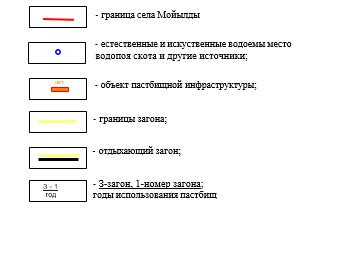 - граница села Мойылды
- естественные и искуственные водоемы место
водопоя скота и другие источники;
- объект пастбищной инфраструктуры;
- границы загона;
- отдыхающий загон;
3 - 1
год
- 3-загон, 1-номер загона;
годы использования пастбищ